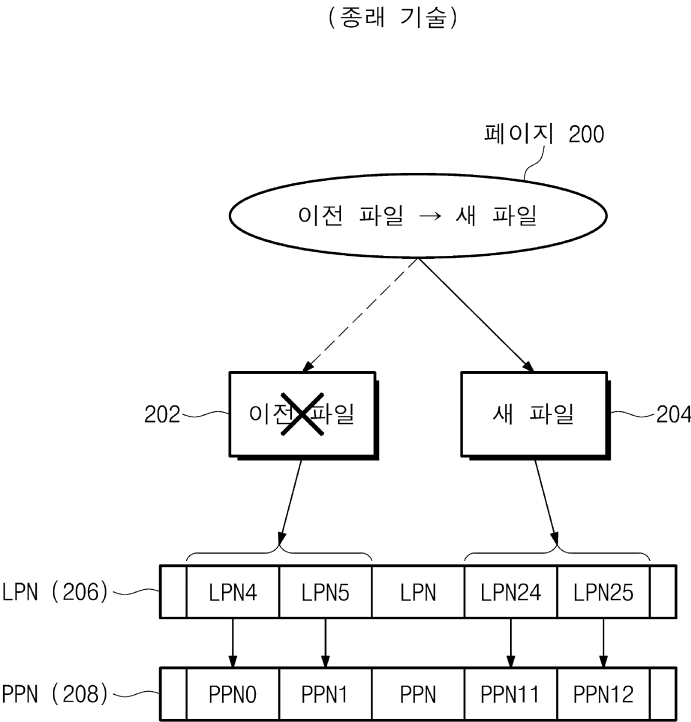 (종래 기술)
페이지 200
이전 파일 → 새 파일
202
이전 파일
새 파일
204
LPN (206)
LPN4
LPN5
LPN
LPN24
LPN25
PPN (208)
PPN0
PPN1
PPN
PPN11
PPN12